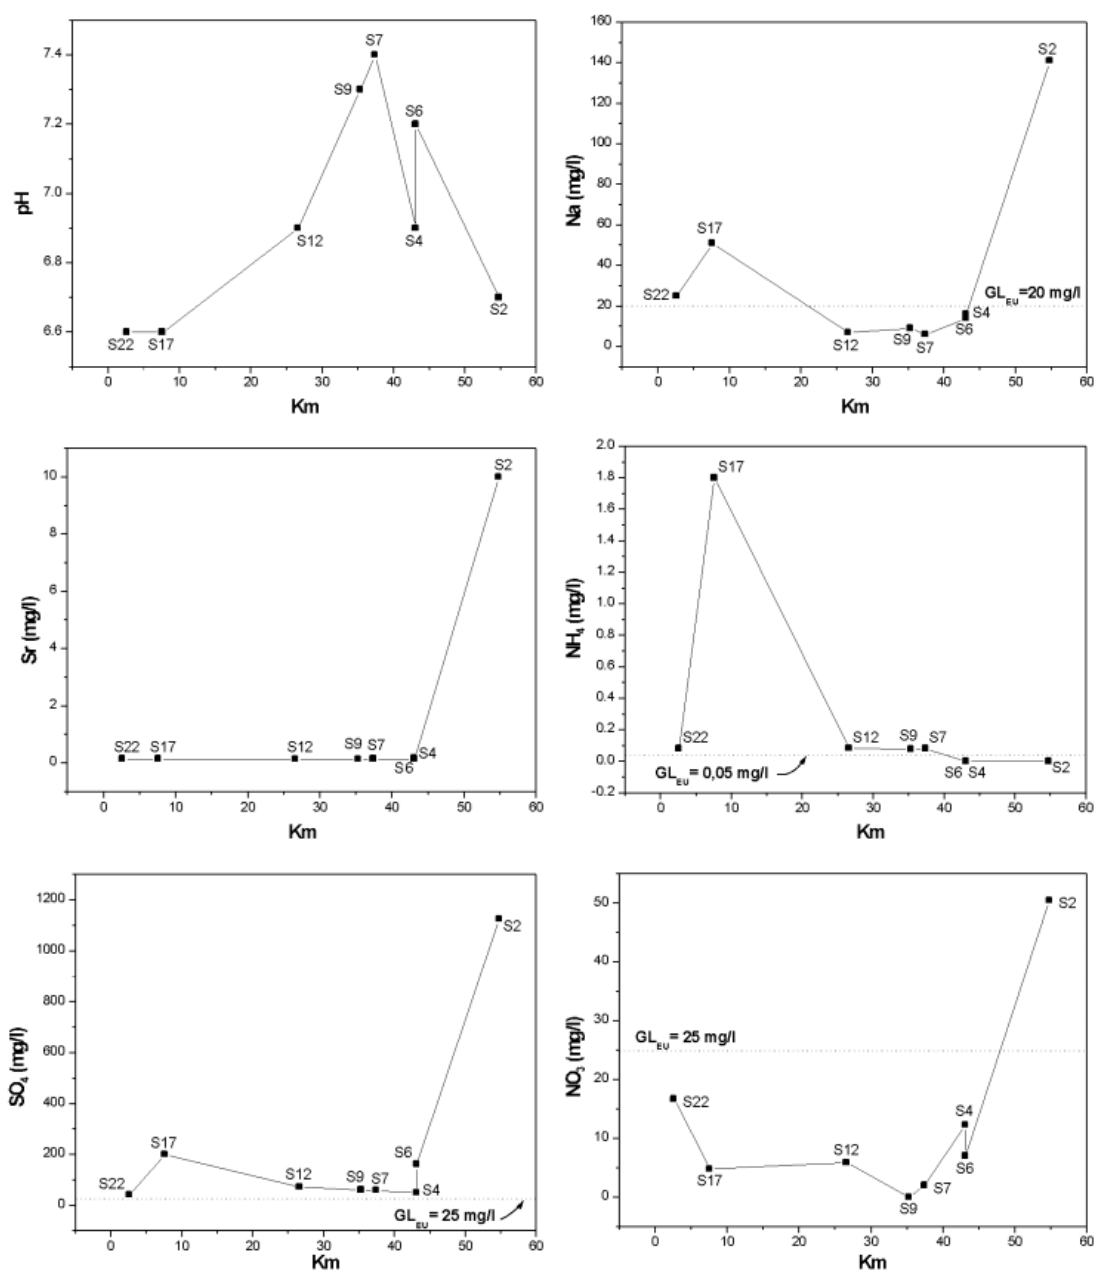 7.4
7.2
7.0
6.8
6.6
pH
S22
S17
S12
S9
S7
S4
S6
S2
0 10 20 30 40 50 60
Km
160
140
120
100
80
60
40
20
0
Na (mg/l)
S22
S17
S12
S9
S7
S6
S4
S2
GL_EU=20 mg/l
0 10 20 30 40 50 60
Km
10
8
6
4
2
0
Sr (mg/l)
S22
S17
S12
S9
S7
S6
S4
S2
0 10 20 30 40 50 60
Km
2.0
1.8
1.6
1.4
1.2
1.0
0.8
0.6
0.4
0.2
0.0
-0.2
NH₄ (mg/l)
S22
S17
S12
S9
S7
S6 S4
S2
GL_EU= 0,05 mg/l
0 10 20 30 40 50 60
Km
1200
1000
800
600
400
200
0
SO₄ (mg/l)
S22
S17
S12
S9
S7
S6
S4
S2
GL_EU= 25 mg/l
0 10 20 30 40 50 60
Km
50
40
30
20
10
0
NO₃ (mg/l)
GL_EU= 25 mg/l
S22
S17
S12
S9
S7
S4
S6
S2
0 10 20 30 40 50 60
Km